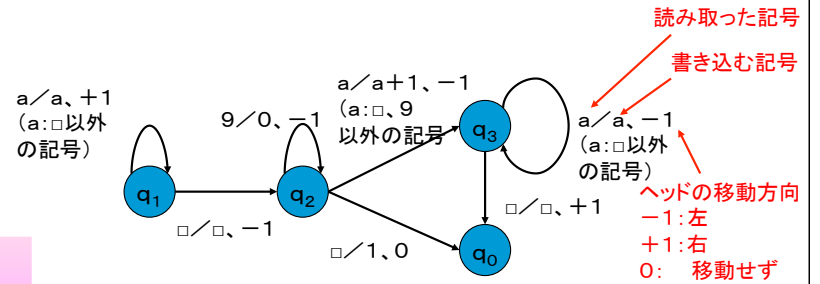 読み取った記号
書き込む記号
a／a、＋1
（a：□以外
の記号）
9／0、－1
a／a＋1、－1
（a：□、9
以外の記号
a／a、－1
（a：□以外
の記号）
q1
q2
q3
q0
□／□、－1
□／1、0
□／□、＋1
ヘッドの移動方向
－1：左
＋1：右
0：　移動せず